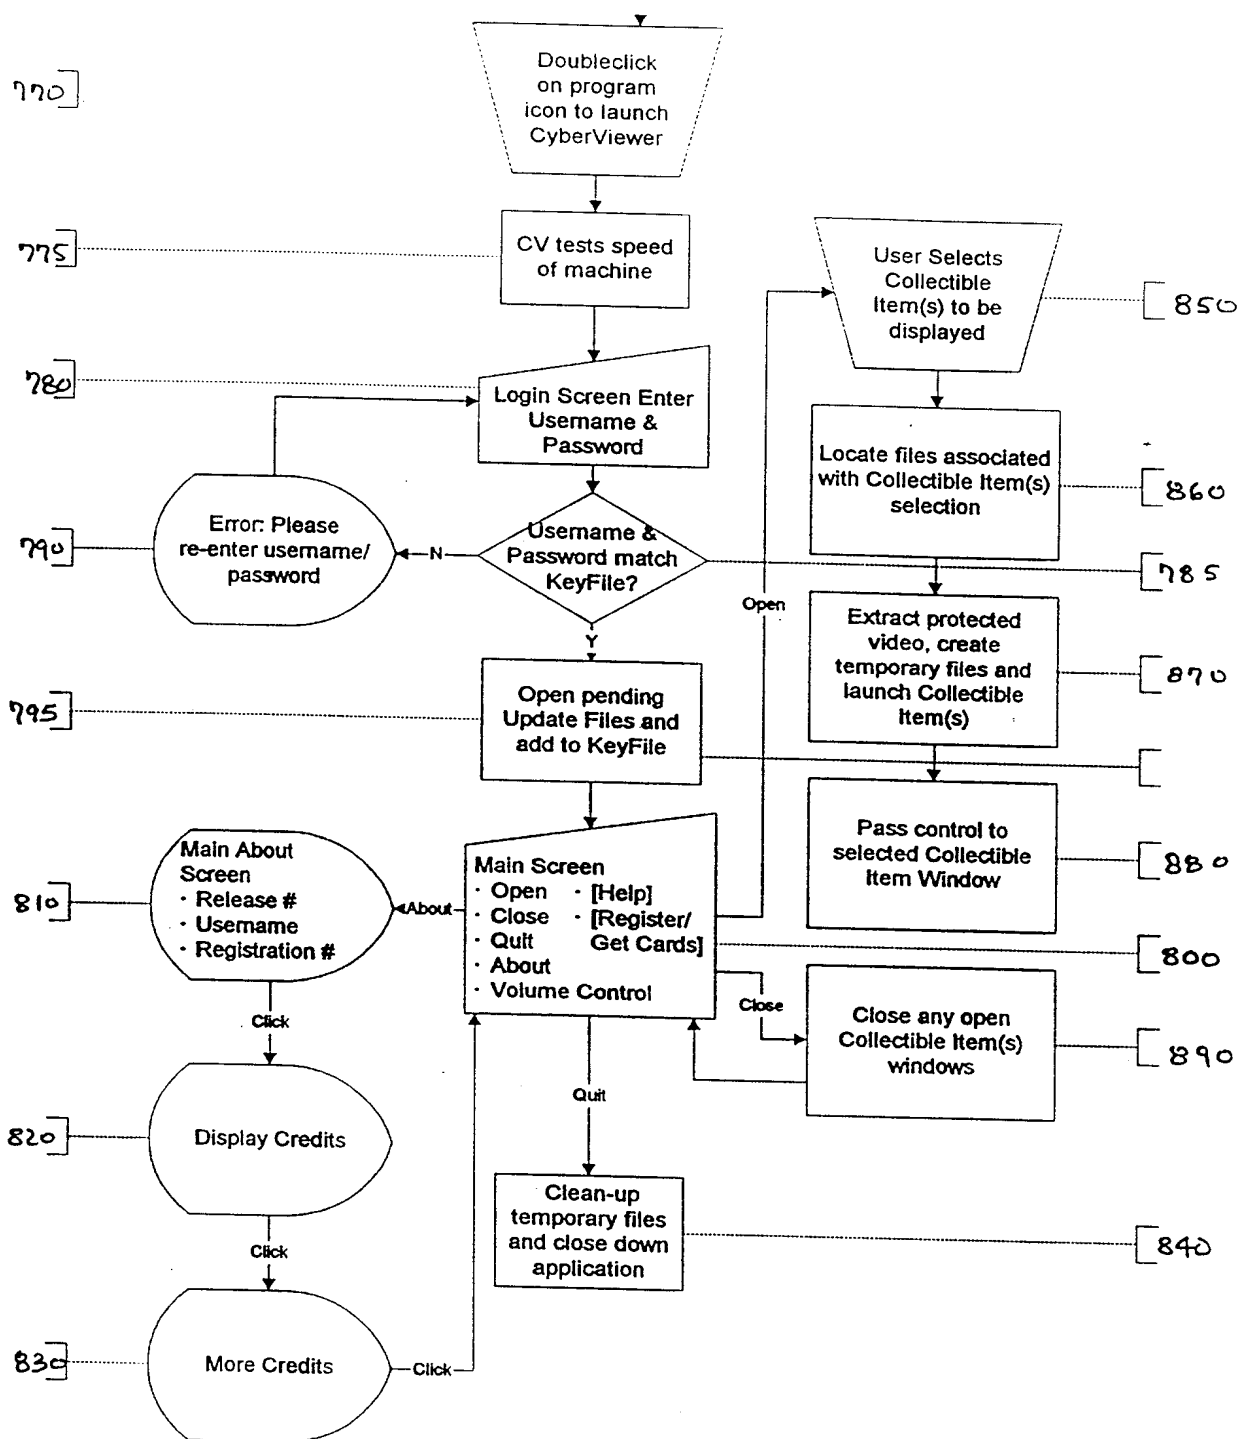 770
Doubleclick
on program
icon to launch
CyberViewer
775
CV tests speed
of machine
User Selects
Collectible
Item(s) to be
displayed
850
780
Login Screen Enter
Username &
Password
Locate files associated
with Collectible Item(s)
selection
860
790
Error: Please
re-enter username/
password
N
Username &
Password match
KeyFile?
785
Y
Open
Extract protected
video, create
temporary files and
launch Collectible
Item(s)
870
795
Open pending
Update Files and
add to KeyFile
Pass control to
selected Collectible
Item Window
880
810
Main About
Screen
· Release #
· Username
· Registration #
About
Main Screen
· Open · [Help]
· Close · [Register/
· Quit Get Cards]
· About
· Volume Control
800
Close
Close any open
Collectible Item(s)
windows
890
Click
Quit
820
Display Credits
Clean-up
temporary files
and close down
application
840
Click
830
More Credits
Click